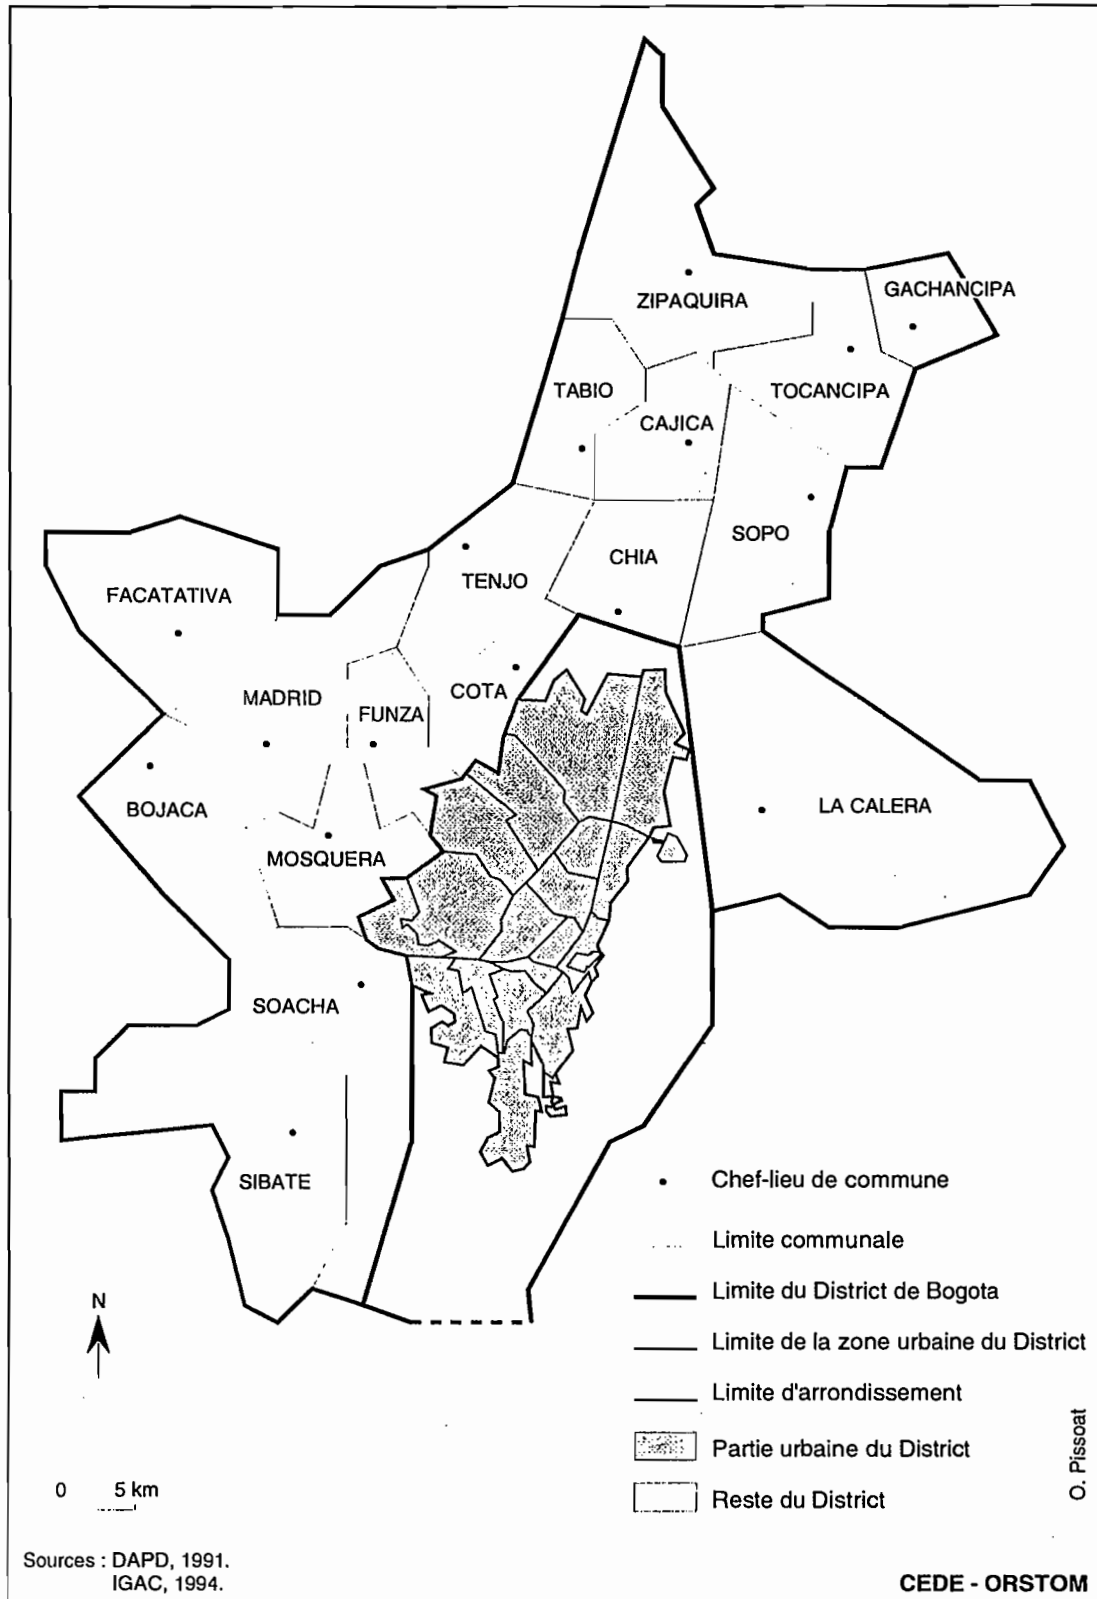 ZIPAQUIRA
GACHANCIPA
TABIO
TOCANCIPA
CAJICA
SOPO
CHIA
TENJO
FACATATIVA
MADRID
COTA
FUNZA
BOJACA
LA CALERA
MOSQUERA
SOACHA
SIBATE
Chef-lieu de commune
Limite communale
Limite du District de Bogota
Limite de la zone urbaine du District
Limite d'arrondissement
Partie urbaine du District
Reste du District
N
0 5 km
O. Pissoat
Sources : DAPD, 1991.
IGAC, 1994.
CEDE - ORSTOM